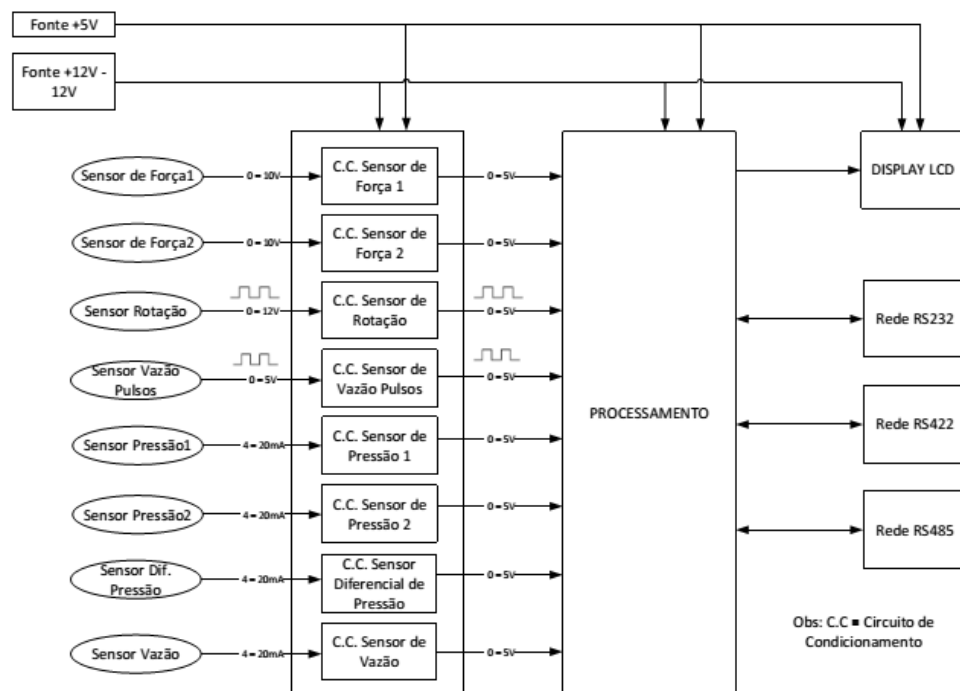 Fonte +5V
Fonte +12V -
12V
Sensor de Força1
0 – 10V
C.C. Sensor de
Força 1
0 – 5V
DISPLAY LCD
Sensor de Força2
0 – 10V
C.C. Sensor de
Força 2
0 – 5V
Sensor Rotação
0 – 12V
C.C. Sensor de
Rotação
0 – 5V
Rede RS232
Sensor Vazão
Pulsos
0 – 5V
C.C. Sensor de
Vazão Pulsos
0 – 5V
PROCESSAMENTO
Rede RS422
Sensor Pressão1
4 – 20mA
C.C. Sensor de
Pressão 1
0 – 5V
Sensor Pressão2
4 – 20mA
C.C. Sensor de
Pressão 2
0 – 5V
Rede RS485
Sensor Dif.
Pressão
4 – 20mA
C.C. Sensor
Diferencial de
Pressão
0 – 5V
Sensor Vazão
4 – 20mA
C.C. Sensor de
Vazão
0 – 5V
Obs: C.C = Circuito de
Condicionamento